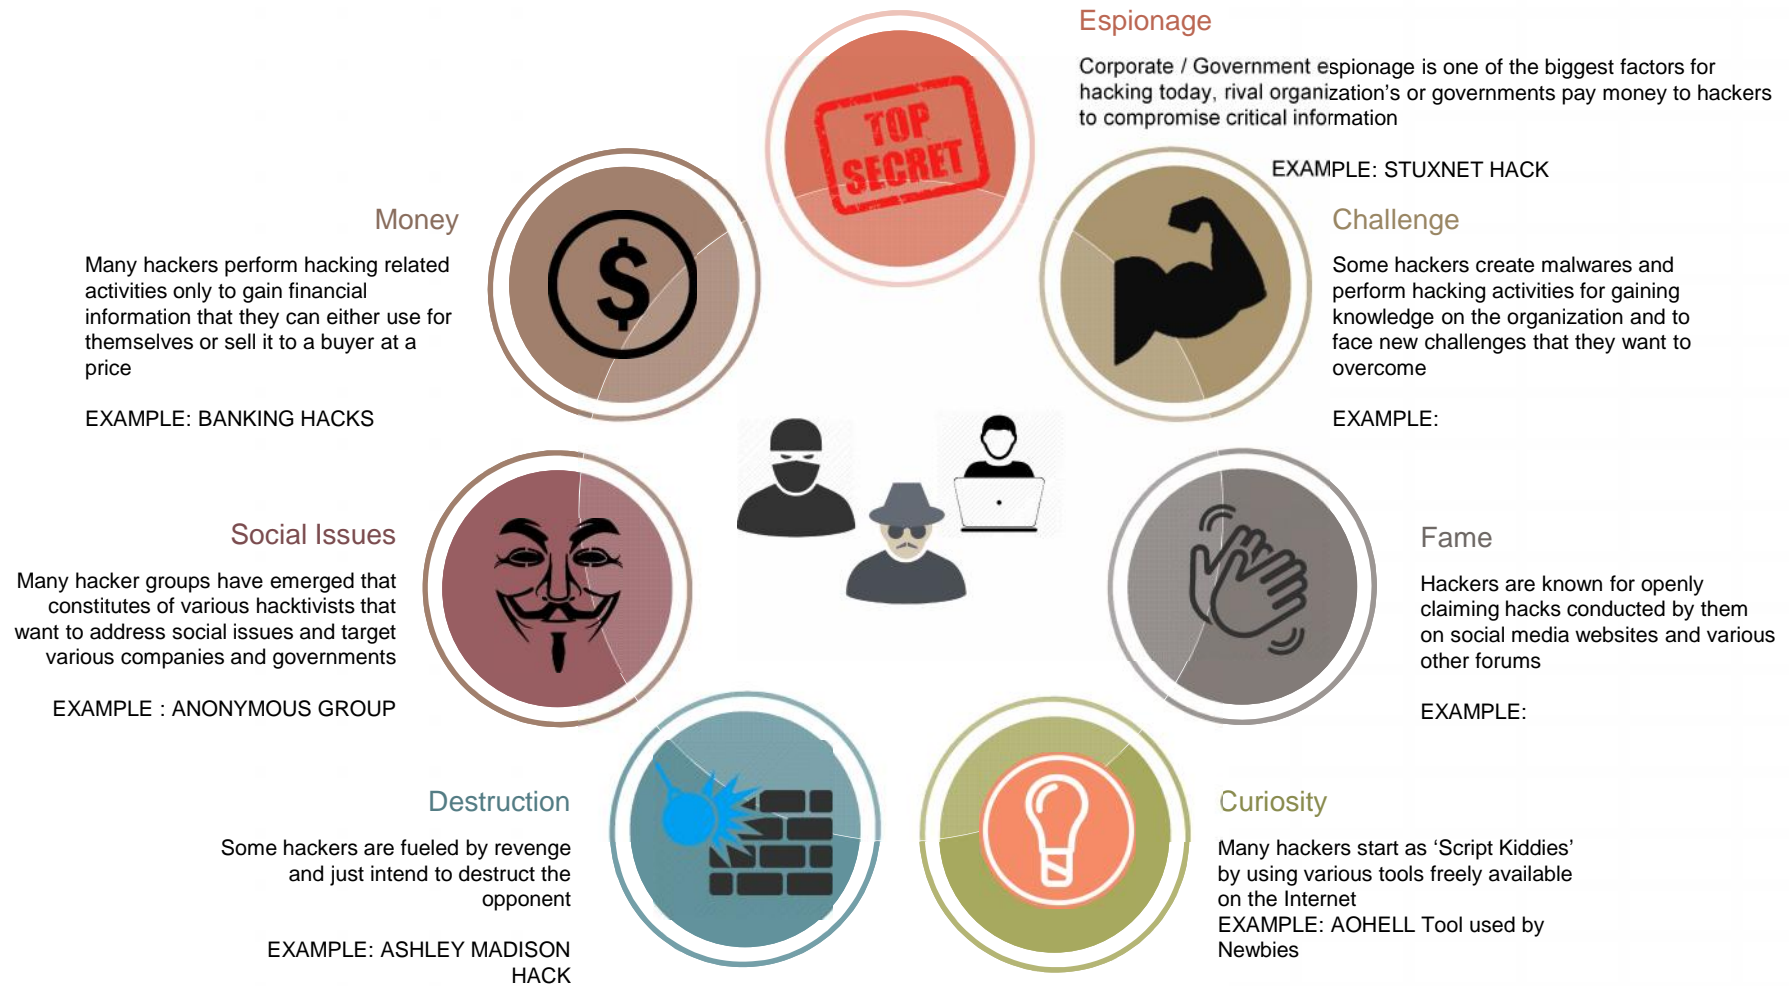 Espionage
Corporate / Government espionage is one of the biggest factors for
hacking today, rival organization’s or governments pay money to hackers
to compromise critical information
EXAMPLE: STUXNET HACK
TOP
SECRET
Money
Many hackers perform hacking related
activities only to gain financial
information that they can either use for
themselves or sell it to a buyer at a
price
EXAMPLE: BANKING HACKS
$
Challenge
Some hackers create malwares and
perform hacking activities for gaining
knowledge on the organization and to
face new challenges that they want to
overcome
EXAMPLE:
Social Issues
Many hacker groups have emerged that
constitutes of various hacktivists that
want to address social issues and target
various companies and governments
EXAMPLE : ANONYMOUS GROUP
Fame
Hackers are known for openly
claiming hacks conducted by them
on social media websites and various
other forums
EXAMPLE:
Destruction
Some hackers are fueled by revenge
and just intend to destruct the
opponent
EXAMPLE: ASHLEY MADISON
HACK
Curiosity
Many hackers start as ‘Script Kiddies’
by using various tools freely available
on the Internet
EXAMPLE: AOHELL Tool used by
Newbies